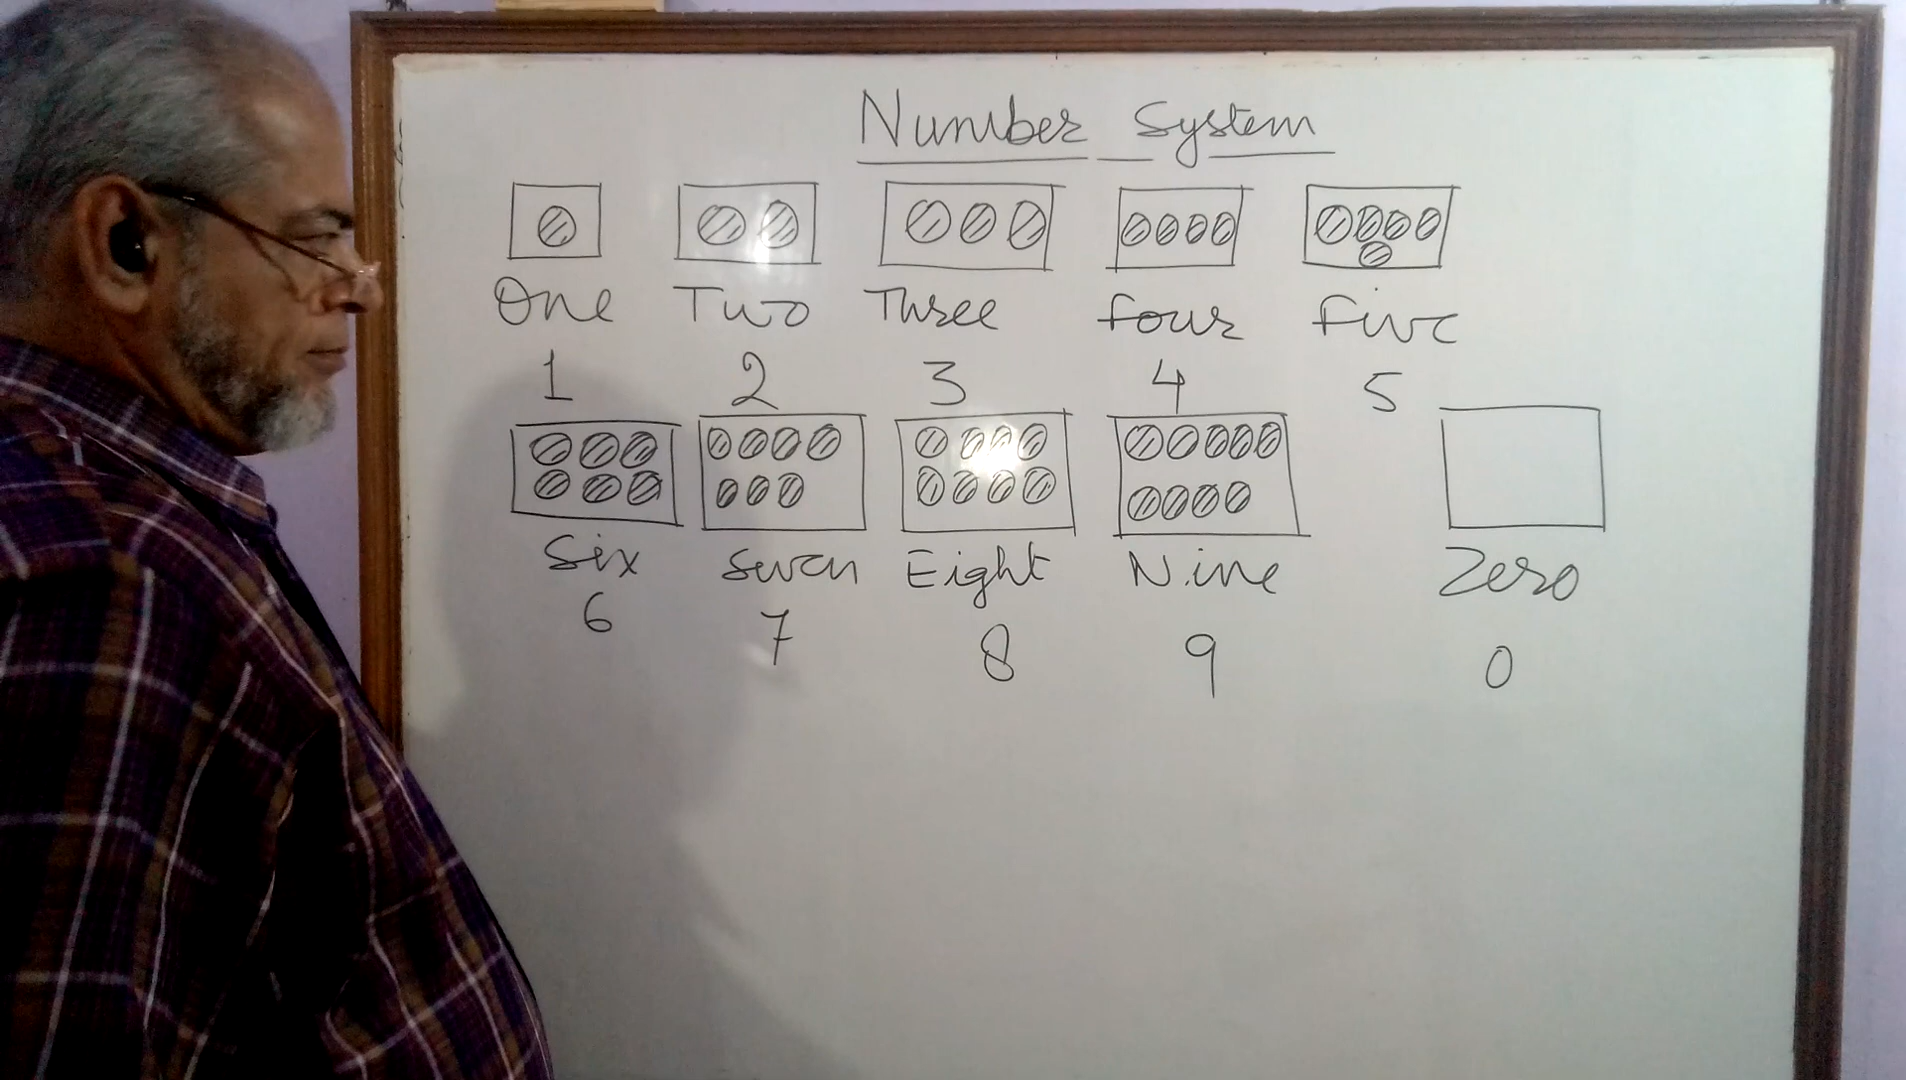 Number System
One Two Three four five
1 2 3 4 5
Six Seven Eight Nine Zero
6 7 8 9 0